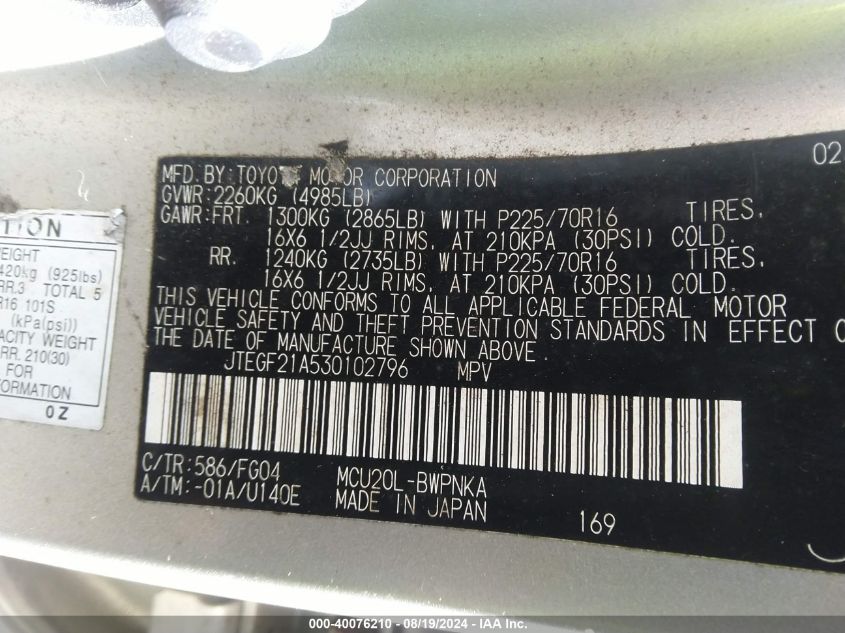 02
MFD. BY: TOYOTA MOTOR CORPORATION
GVWR: 2260KG (4985LB)
GAWR: FRT. 1300KG (2865LB) WITH P225/70R16 TIRES,
16X6 1/2JJ RIMS, AT 210KPA (30PSI) COLD.
RR. 1240KG (2735LB) WITH P225/70R16 TIRES,
16X6 1/2JJ RIMS, AT 210KPA (30PSI) COLD.
THIS VEHICLE CONFORMS TO ALL APPLICABLE FEDERAL MOTOR
VEHICLE SAFETY AND THEFT PREVENTION STANDARDS IN EFFECT O
THE DATE OF MANUFACTURE SHOWN ABOVE.
JTEGF21A530102796 MPV
C/TR: 586/FG04 MCU20L-BWPNKA
A/TM: -01A/U140E MADE IN JAPAN 169
TION
WEIGHT
420kg (925lbs)
RR.3 TOTAL 5
R16 101S
(kPa(psi))
ACITY WEIGHT
RR. 210(30)
FOR
FORMATION
0Z
000-40076210 - 08/19/2024 - IAA Inc.